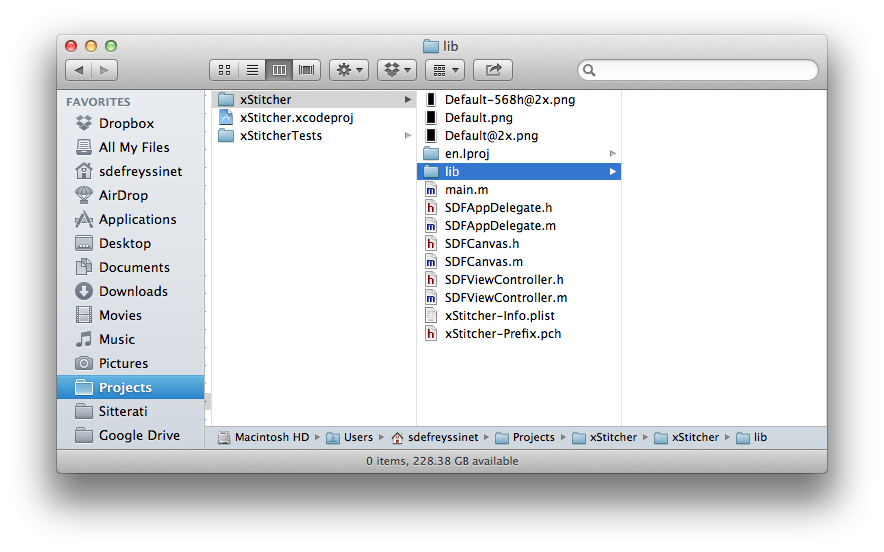 lib
FAVORITES
Dropbox
All My Files
sdefreyssinet
AirDrop
Applications
Desktop
Documents
Downloads
Movies
Music
Pictures
Projects
Sitterati
Google Drive
xStitcher
xStitcher.xcodeproj
xStitcherTests
Default-568h@2x.png
Default.png
Default@2x.png
en.lproj
lib
main.m
SDFAppDelegate.h
SDFAppDelegate.m
SDFCanvas.h
SDFCanvas.m
SDFViewController.h
SDFViewController.m
xStitcher-Info.plist
xStitcher-Prefix.pch
Macintosh HD Users sdefreyssinet Projects xStitcher xStitcher lib
0 items, 228.38 GB available